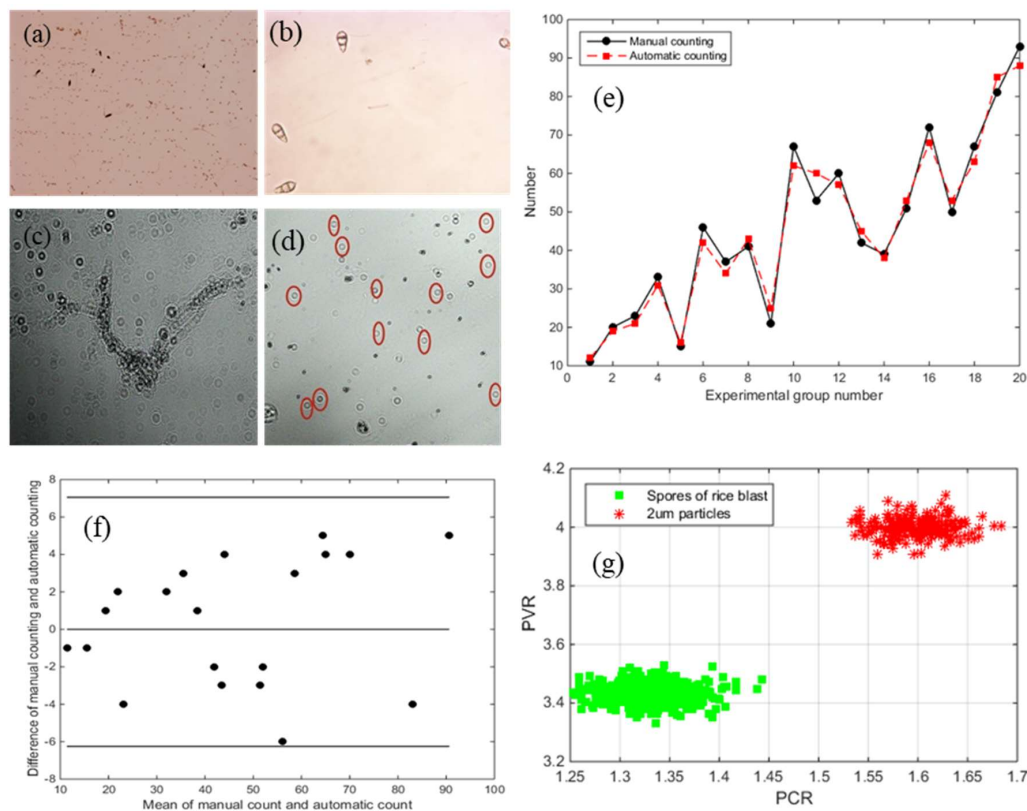 (a)
(b)
(c)
(d)
(e)
Manual counting
Automatic counting
Number
100
90
80
70
60
50
40
30
20
10
0 2 4 6 8 10 12 14 16 18 20
Experimental group number
(f)
Difference of manual counting and automatic counting
8
7
6
4
2
0
-2
-4
-6
-8
10 20 30 40 50 60 70 80 90 100
Mean of manual count and automatic count
(g)
Spores of rice blast
2um particles
PVR
4.2
4
3.8
3.6
3.4
3.2
1.25 1.3 1.35 1.4 1.45 1.5 1.55 1.6 1.65 1.7
PCR